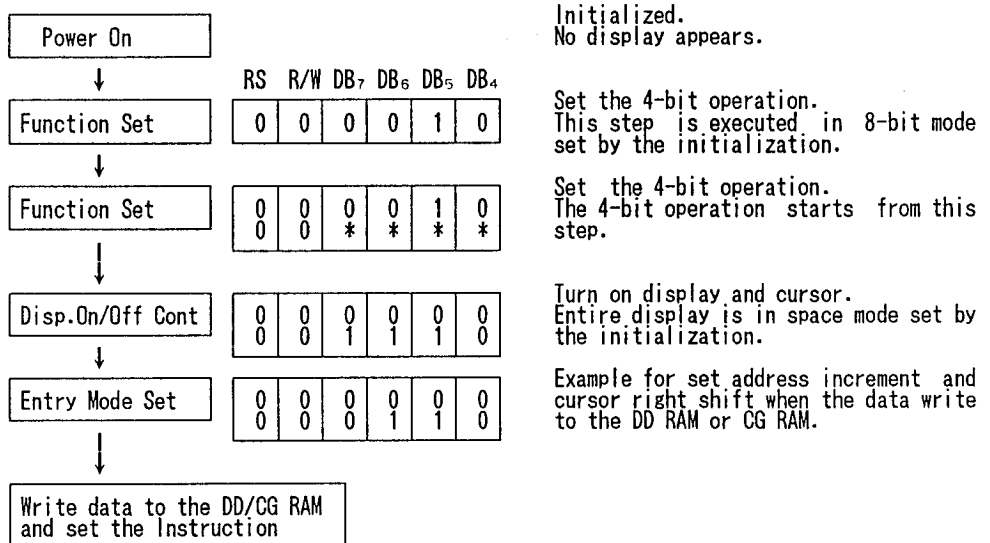 Power On
Initialized.
No display appears.
RS R/W DB₇ DB₆ DB₅ DB₄
Function Set
0 0 0 0 1 0
Set the 4-bit operation.
This step is executed in 8-bit mode
set by the initialization.
Function Set
0 0 0 0 1 0
0 0 * * * *
Set the 4-bit operation.
The 4-bit operation starts from this
step.
Disp.On/Off Cont
0 0 0 0 0 0
0 0 1 1 1 0
Turn on display and cursor.
Entire display is in space mode set by
the initialization.
Entry Mode Set
0 0 0 0 0 0
0 0 0 1 1 0
Example for set address increment and
cursor right shift when the data write
to the DD RAM or CG RAM.
Write data to the DD/CG RAM
and set the Instruction